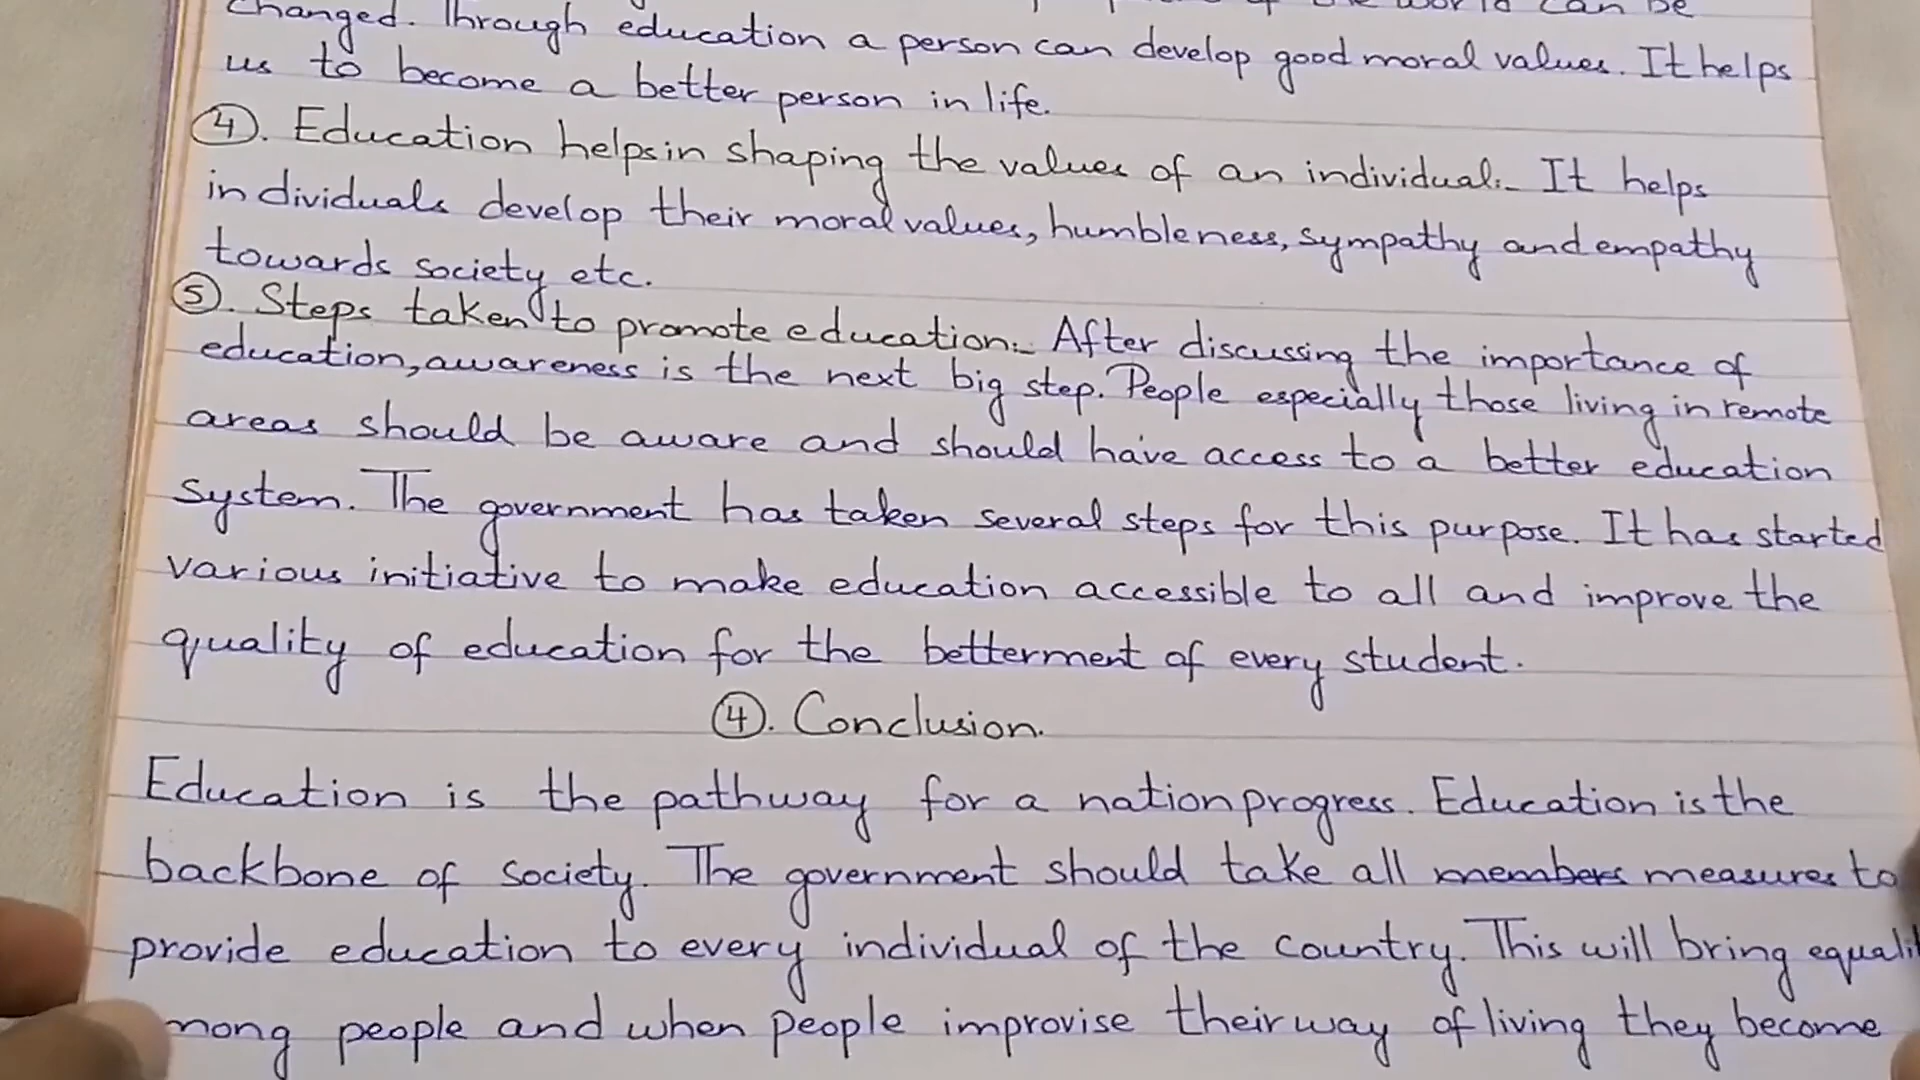 world can be
changed. Through education a person can develop good moral values. It helps
us to become a better person in life.
④. Education helps in shaping the values of an individual:- It helps
individuals develop their moral values, humbleness, sympathy and empathy
towards society etc.
⑤. Steps taken to promote education:- After discussing the importance of
education, awareness is the next big step. People especially those living in remote
areas should be aware and should have access to a better education
system. The government has taken several steps for this purpose. It has started
various initiative to make education accessible to all and improve the
quality of education for the betterment of every student.
④. Conclusion.
Education is the pathway for a nation progress. Education is the
backbone of society. The government should take all members measures to
provide education to every individual of the country. This will bring equalit
mong people and when people improvise their way of living they become